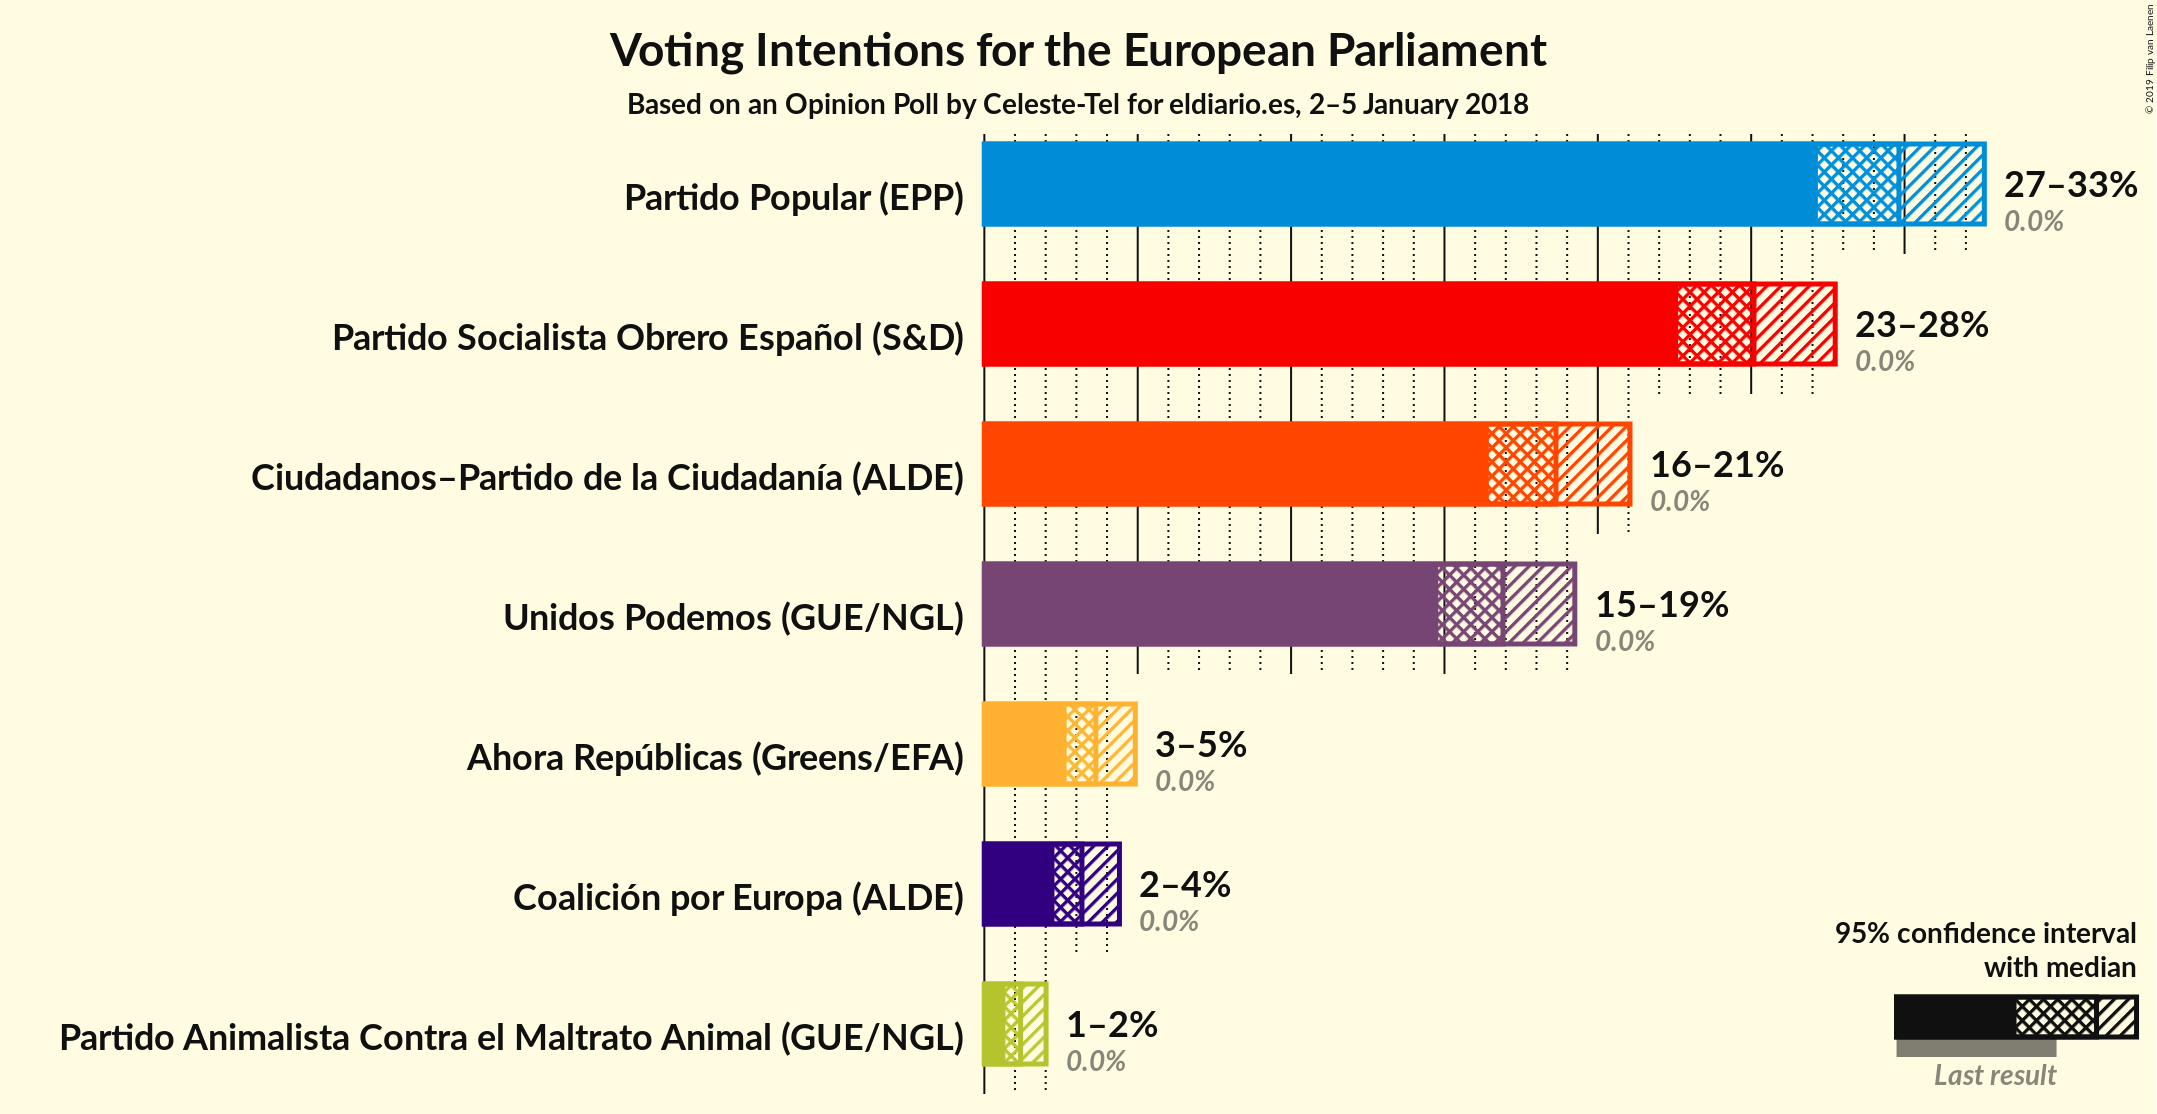 Voting Intentions for the European Parliament
Based on an Opinion Poll by Celeste-Tel for eldiario.es, 2–5 January 2018
© 2019 Filip van Laenen
Partido Popular (EPP)
27–33%
0.0%
Partido Socialista Obrero Español (S&D)
23–28%
0.0%
Ciudadanos–Partido de la Ciudadanía (ALDE)
16–21%
0.0%
Unidos Podemos (GUE/NGL)
15–19%
0.0%
Ahora Repúblicas (Greens/EFA)
3–5%
0.0%
Coalición por Europa (ALDE)
2–4%
0.0%
Partido Animalista Contra el Maltrato Animal (GUE/NGL)
1–2%
0.0%
95% confidence interval
with median
Last result